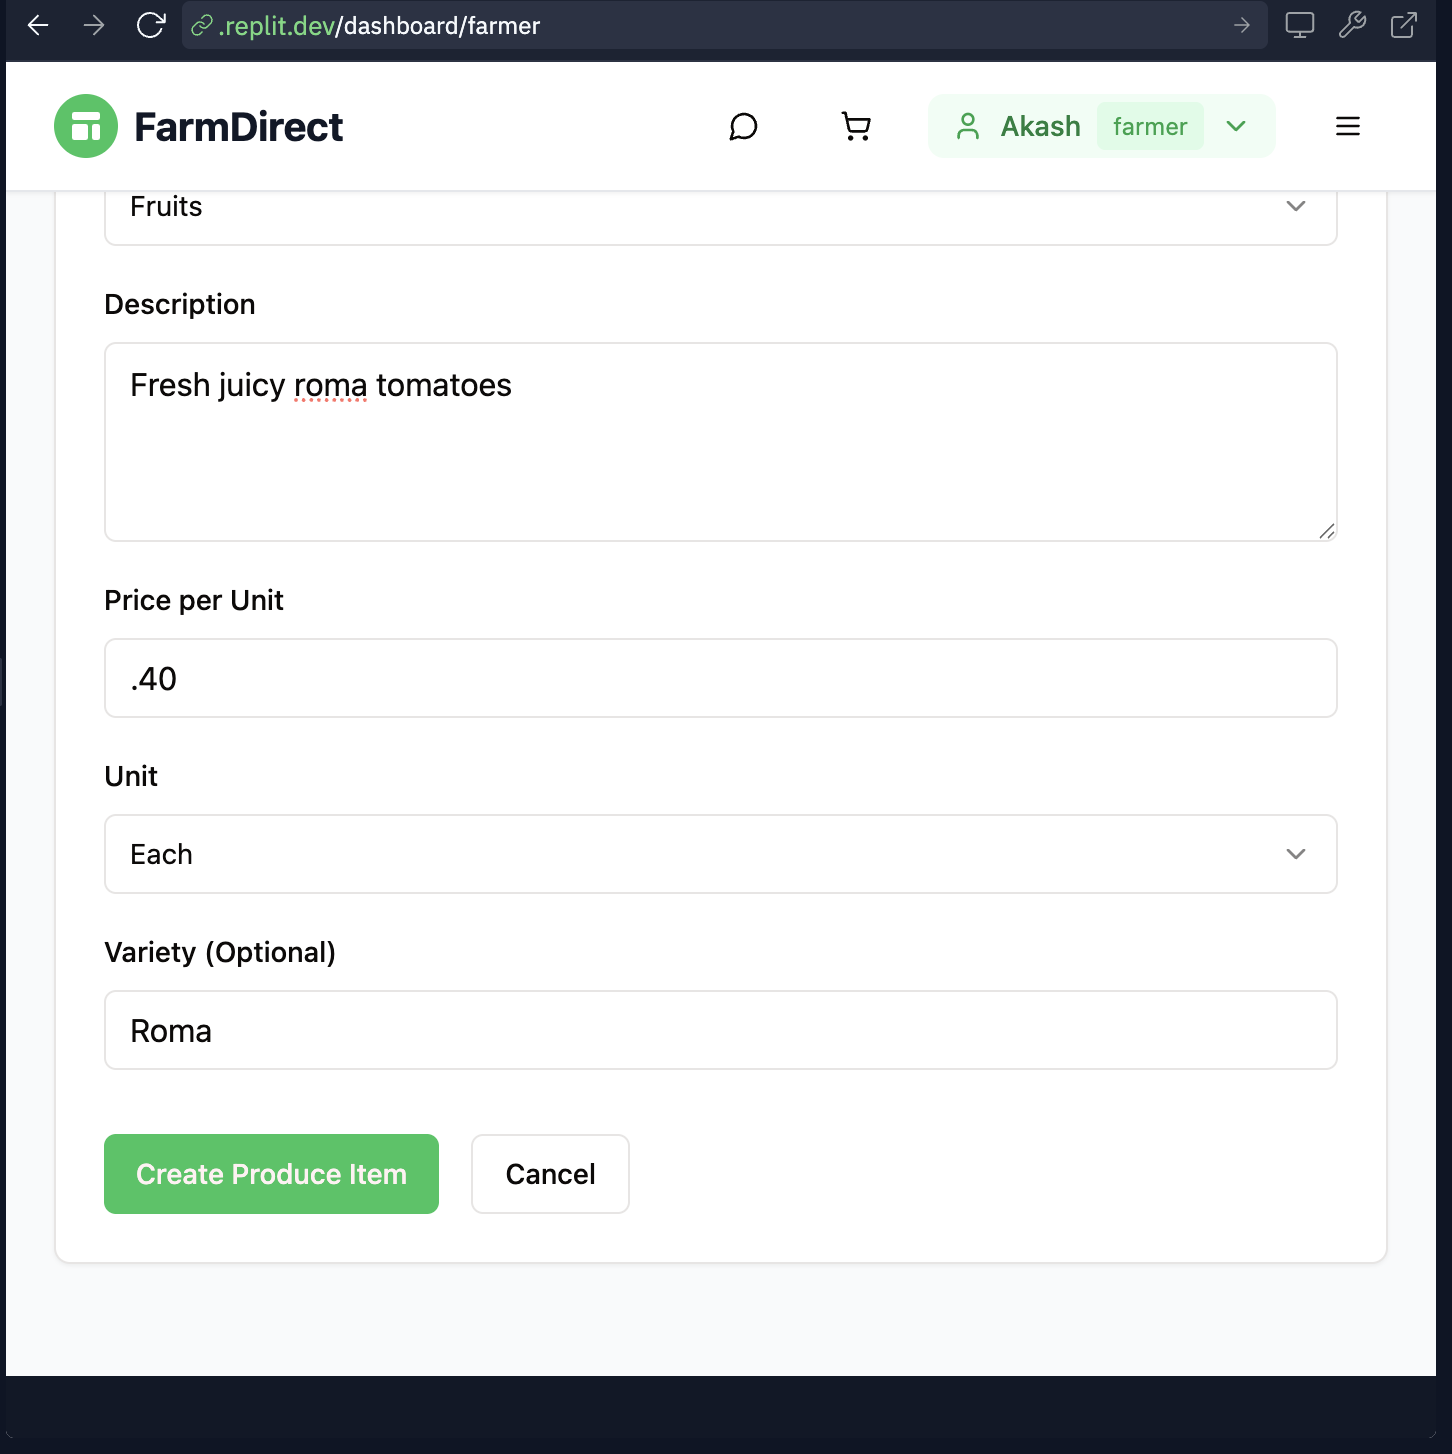 .replit.dev/dashboard/farmer
FarmDirect
Akash farmer
Fruits
Description
Fresh juicy roma tomatoes
Price per Unit
.40
Unit
Each
Variety (Optional)
Roma
Create Produce Item Cancel